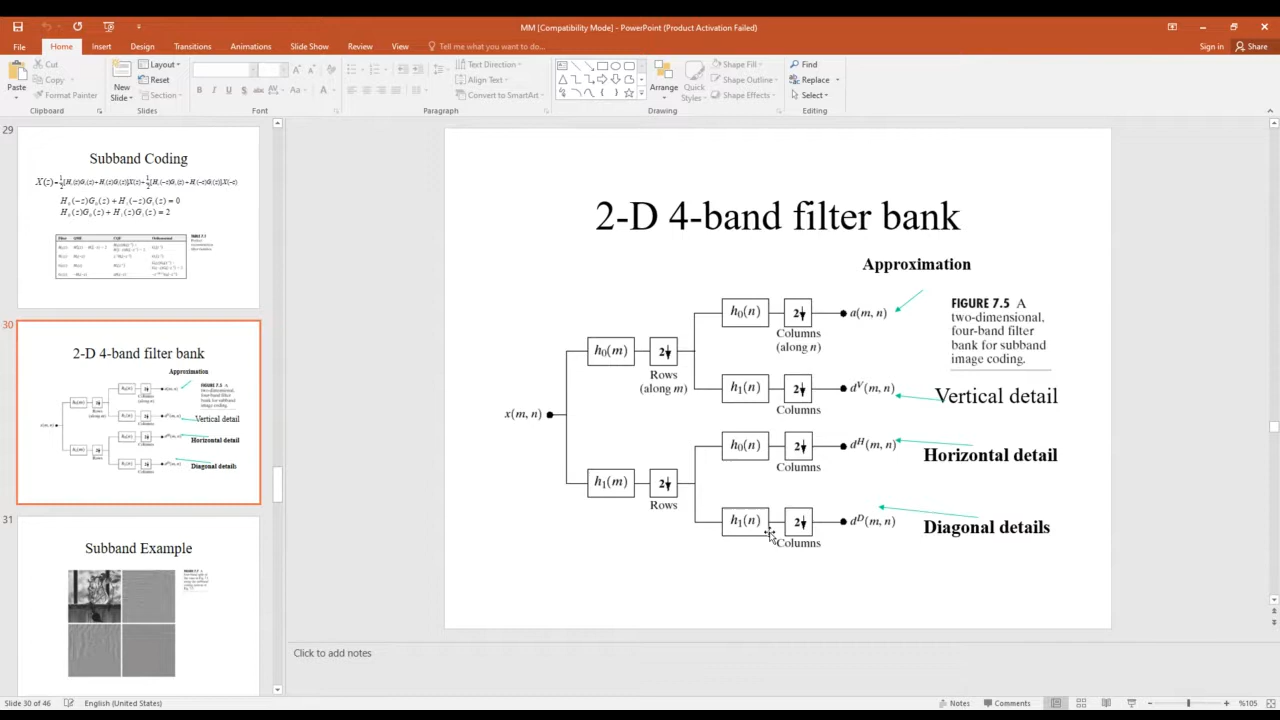 MM [Compatibility Mode] - PowerPoint (Product Activation Failed)
File Home Insert Design Transitions Animations Slide Show Review View Tell me what you want to do... Sign in Share
Paste
Cut
Copy
Format Painter
Clipboard
New
Slide
Layout
Reset
Section
Slides
Font
Text Direction
Align Text
Convert to SmartArt
Paragraph
Arrange
Quick
Styles
Shape Fill
Shape Outline
Shape Effects
Drawing
Find
Replace
Select
Editing
29
Subband Coding
30
2-D 4-band filter bank
Approximation
Vertical detail
Horizontal detail
Diagonal details
31
Subband Example
2-D 4-band filter bank
Approximation
FIGURE 7.5 A
two-dimensional,
four-band filter
bank for subband
image coding.
x(m, n)
h₀(m)
2↓
Rows
(along m)
h₀(n)
2↓
Columns
(along n)
a(m, n)
h₁(n)
2↓
Columns
dⱽ(m, n)
Vertical detail
h₁(m)
2↓
Rows
h₀(n)
2↓
Columns
dᴴ(m, n)
Horizontal detail
h₁(n)
2↓
Columns
dᴰ(m, n)
Diagonal details
Click to add notes
Slide 30 of 46 English (United States) Notes Comments %105